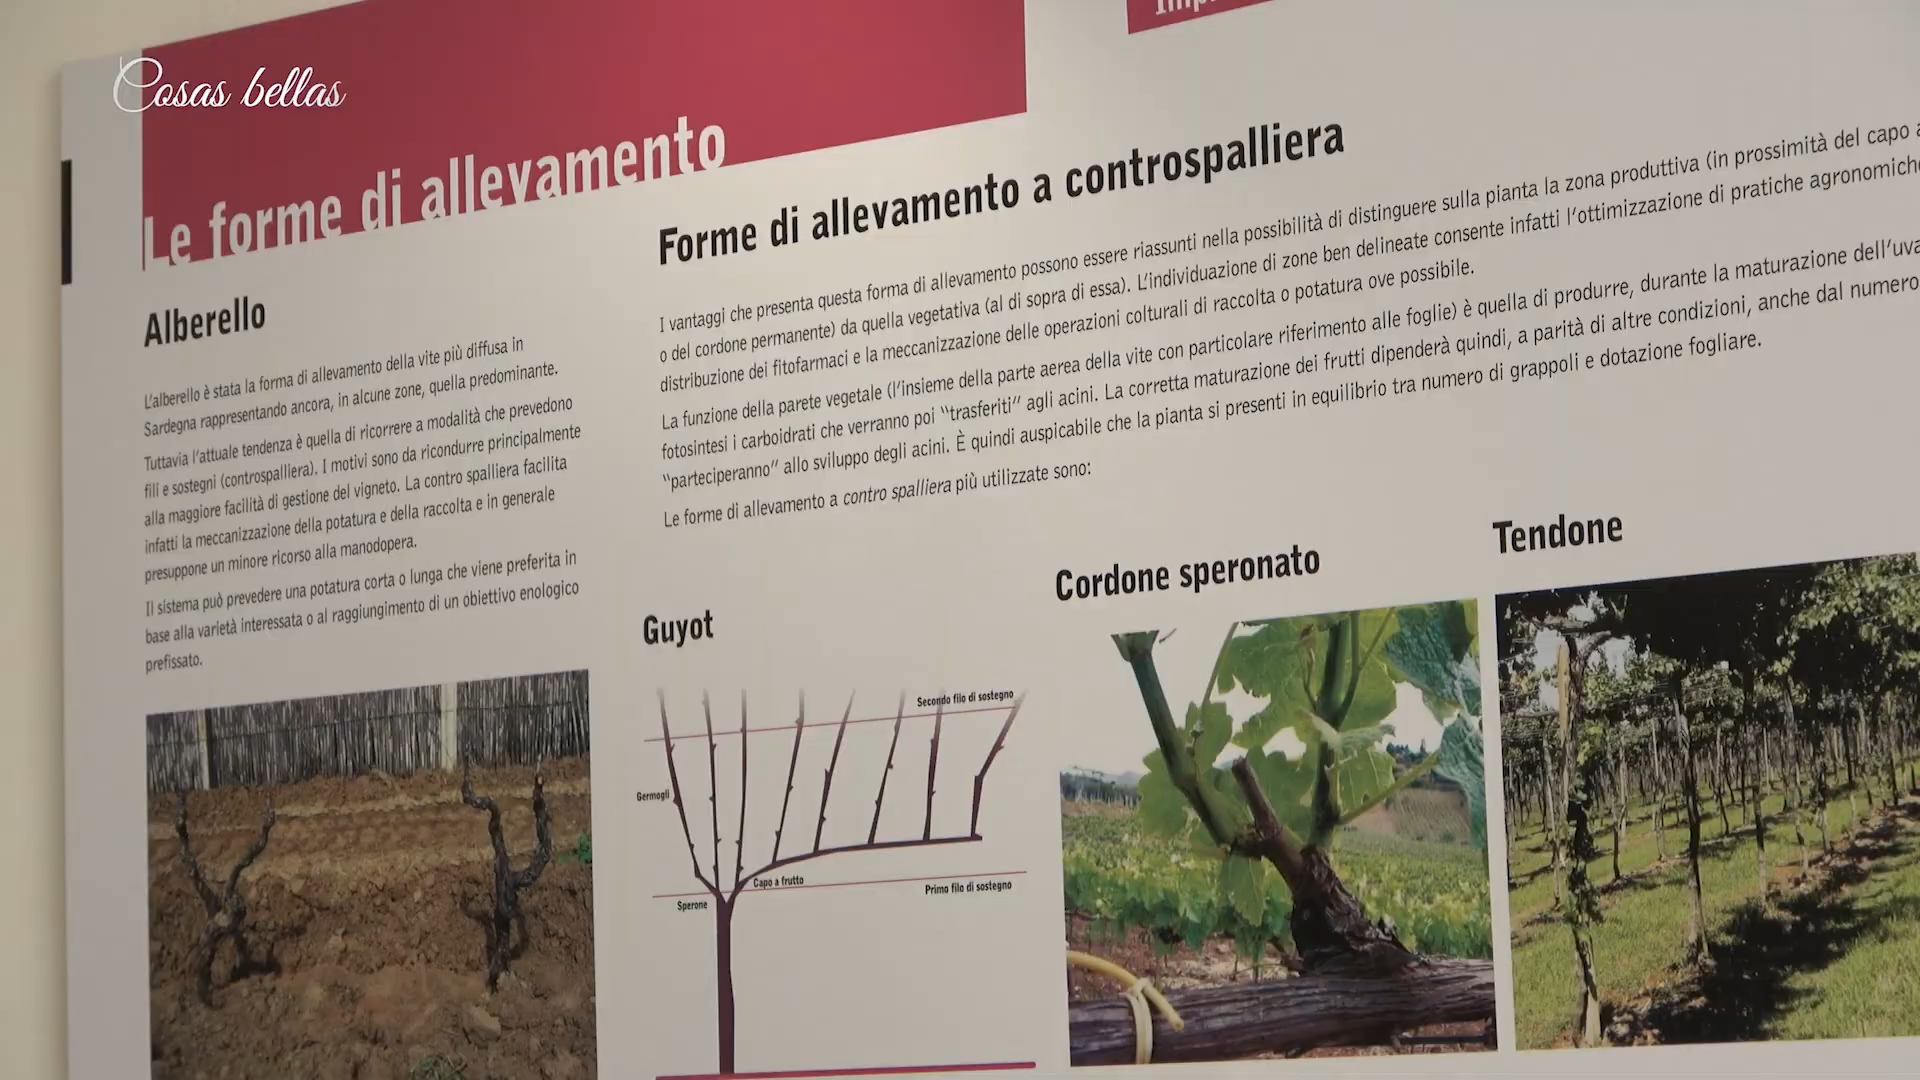 Cosas bellas
Le forme di allevamento
Alberello
L'alberello è stata la forma di allevamento della vite più diffusa in
Sardegna rappresentando ancora, in alcune zone, quella predominante.
Tuttavia l'attuale tendenza è quella di ricorrere a modalità che prevedono
fili e sostegni (controspalliera). I motivi sono da ricondurre principalmente
alla maggiore facilità di gestione del vigneto. La contro spalliera facilita
infatti la meccanizzazione della potatura e della raccolta e in generale
presuppone un minore ricorso alla manodopera.
Il sistema può prevedere una potatura corta o lunga che viene preferita in
base alla varietà interessata o al raggiungimento di un obiettivo enologico
prefissato.
Forme di allevamento a controspalliera
I vantaggi che presenta questa forma di allevamento possono essere riassunti nella possibilità di distinguere sulla pianta la zona produttiva (in prossimità del capo a
o del cordone permanente) da quella vegetativa (al di sopra di essa). L'individuazione di zone ben delineate consente infatti l'ottimizzazione di pratiche agronomiche
distribuzione dei fitofarmaci e la meccanizzazione delle operazioni colturali di raccolta o potatura ove possibile.
La funzione della parete vegetale (l'insieme della parte aerea della vite con particolare riferimento alle foglie) è quella di produrre, durante la maturazione dell'uva
fotosintesi i carboidrati che verranno poi "trasferiti" agli acini. La corretta maturazione dei frutti dipenderà quindi, a parità di altre condizioni, anche dal numero
"parteciperanno" allo sviluppo degli acini. È quindi auspicabile che la pianta si presenti in equilibrio tra numero di grappoli e dotazione fogliare.
Le forme di allevamento a contro spalliera più utilizzate sono:
Guyot
Secondo filo di sostegno
Germogli
Capo a frutto
Primo filo di sostegno
Sperone
Cordone speronato
Tendone